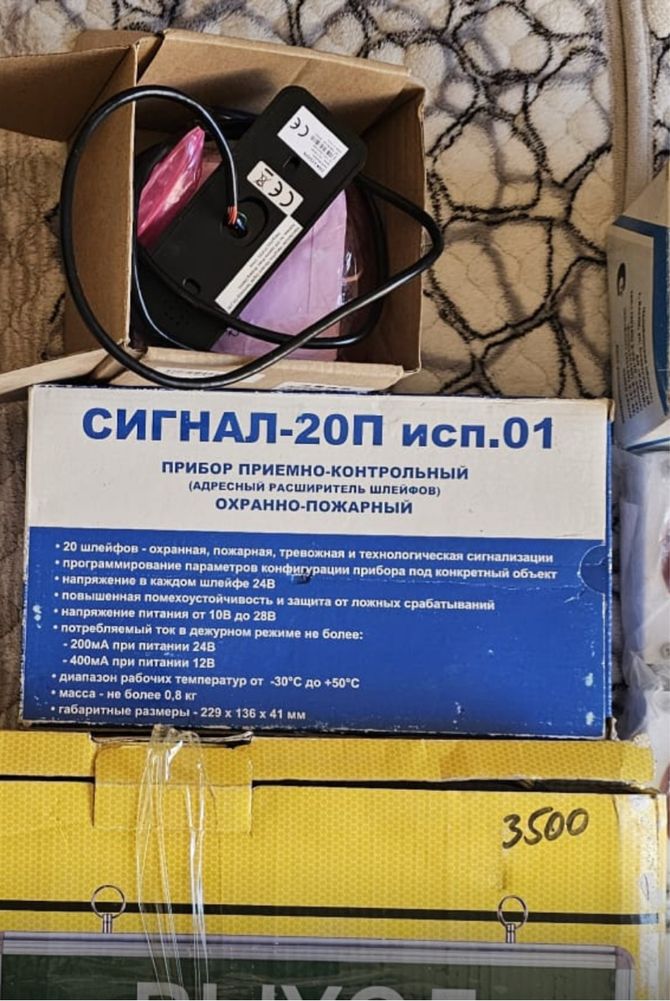 CE
CE
СИГНАЛ-20П исп.01
ПРИБОР ПРИЕМНО-КОНТРОЛЬНЫЙ
(АДРЕСНЫЙ РАСШИРИТЕЛЬ ШЛЕЙФОВ)
ОХРАННО-ПОЖАРНЫЙ
• 20 шлейфов - охранная, пожарная, тревожная и технологическая сигнализации
• программирование параметров конфигурации прибора под конкретный объект
• напряжение в каждом шлейфе 24В
• повышенная помехоустойчивость и защита от ложных срабатываний
• напряжение питания от 10В до 28В
• потребляемый ток в дежурном режиме не более:
- 200мА при питании 24В
- 400мА при питании 12В
• диапазон рабочих температур от -30°С до +50°С
• масса - не более 0,8 кг
• габаритные размеры - 229 х 136 х 41 мм
3500